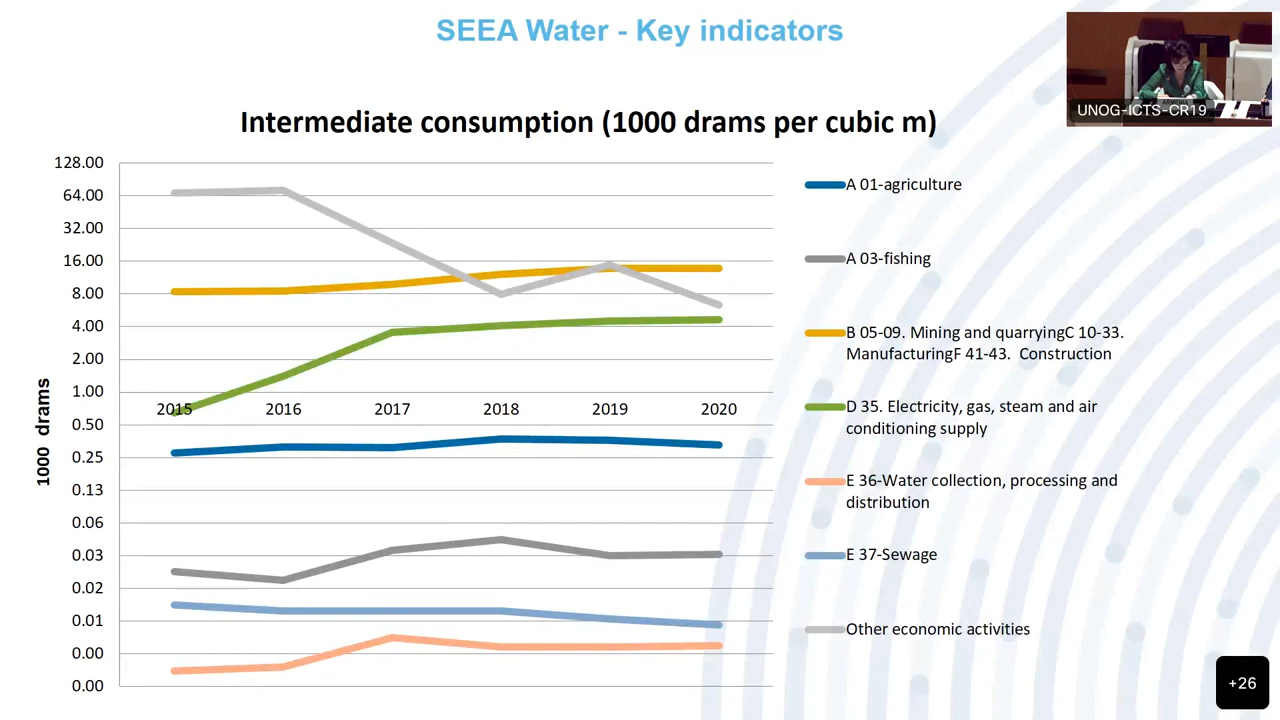 SEEA Water - Key indicators
UNOG-ICTS-CR19
Intermediate consumption (1000 drams per cubic m)
1000 drams
128.00
64.00
32.00
16.00
8.00
4.00
2.00
1.00
0.50
0.25
0.13
0.06
0.03
0.02
0.01
0.00
0.00
2015 2016 2017 2018 2019 2020
A 01-agriculture
A 03-fishing
B 05-09. Mining and quarryingC 10-33.
ManufacturingF 41-43. Construction
D 35. Electricity, gas, steam and air
conditioning supply
E 36-Water collection, processing and
distribution
E 37-Sewage
Other economic activities
+26